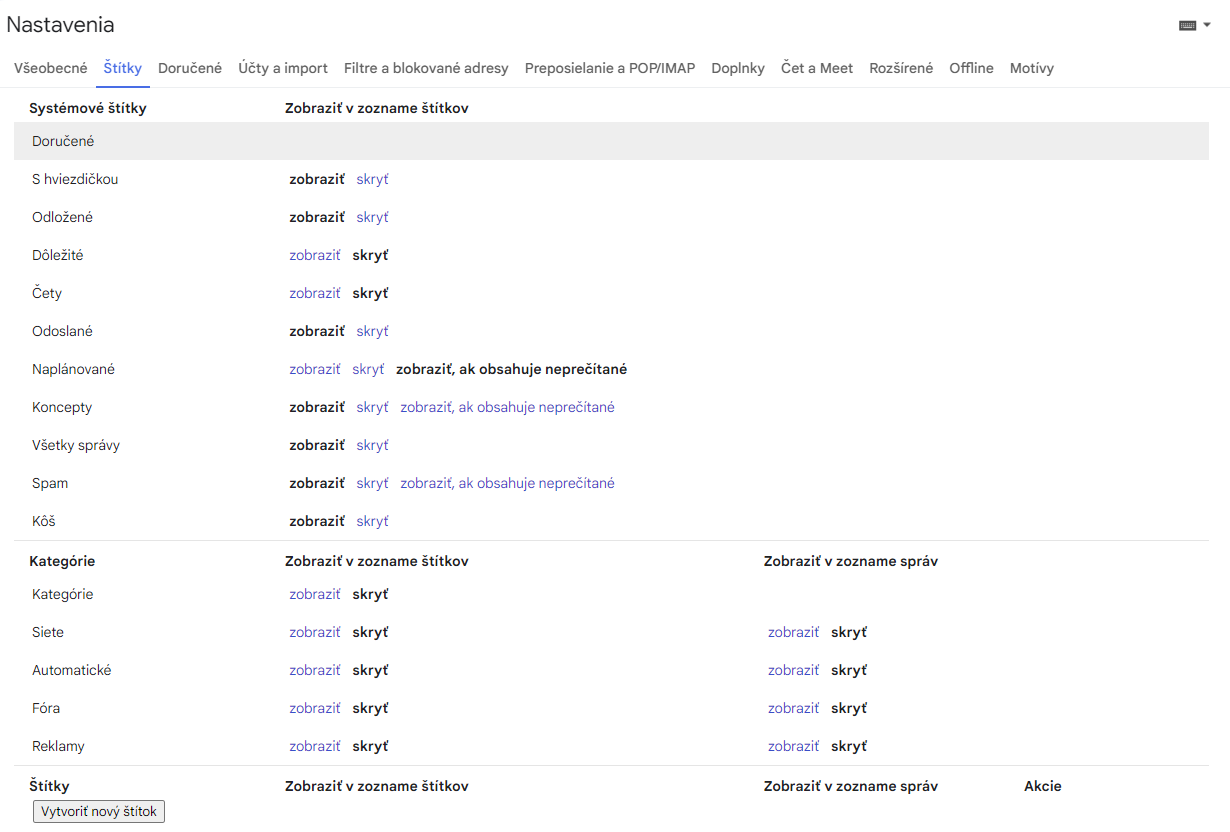 Nastavenia
Všeobecné Štítky Doručené Účty a import Filtre a blokované adresy Preposielanie a POP/IMAP Doplnky Čet a Meet Rozšírené Offline Motívy
Systémové štítky Zobraziť v zozname štítkov
Doručené
S hviezdičkou zobraziť skryť
Odložené zobraziť skryť
Dôležité zobraziť skryť
Čety zobraziť skryť
Odoslané zobraziť skryť
Naplánované zobraziť skryť zobraziť, ak obsahuje neprečítané
Koncepty zobraziť skryť zobraziť, ak obsahuje neprečítané
Všetky správy zobraziť skryť
Spam zobraziť skryť zobraziť, ak obsahuje neprečítané
Kôš zobraziť skryť
Kategórie Zobraziť v zozname štítkov Zobraziť v zozname správ
Kategórie zobraziť skryť
Siete zobraziť skryť zobraziť skryť
Automatické zobraziť skryť zobraziť skryť
Fóra zobraziť skryť zobraziť skryť
Reklamy zobraziť skryť zobraziť skryť
Štítky Zobraziť v zozname štítkov Zobraziť v zozname správ Akcie
Vytvoriť nový štítok